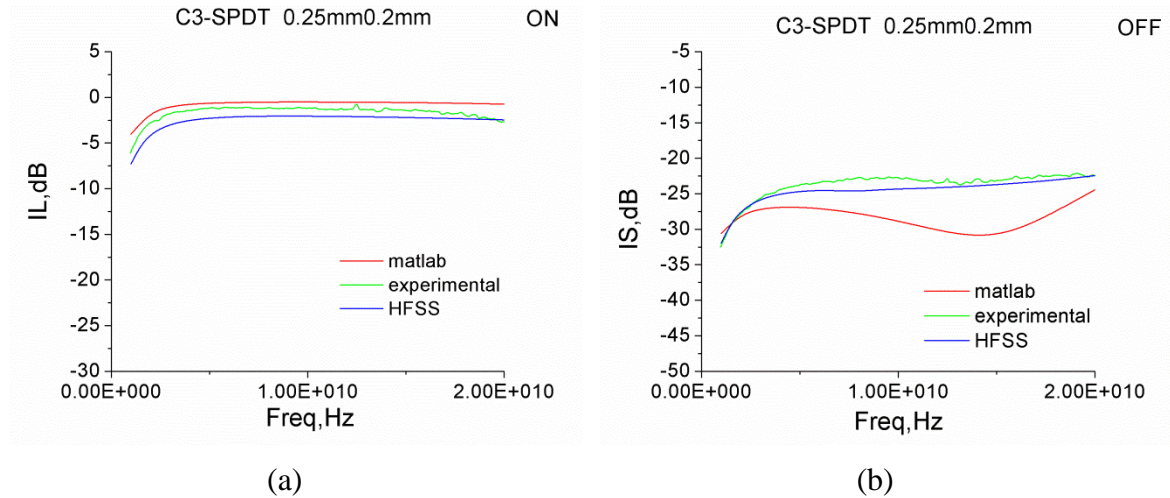 C3-SPDT 0.25mm0.2mm
ON
5
0
-5
-10
-15
-20
-25
-30
IL,dB
matlab
experimental
HFSS
0.00E+000
1.00E+010
2.00E+010
Freq,Hz
(a)
C3-SPDT 0.25mm0.2mm
OFF
-5
-10
-15
-20
-25
-30
-35
-40
-45
-50
IS,dB
matlab
experimental
HFSS
0.00E+000
1.00E+010
2.00E+010
Freq,Hz
(b)